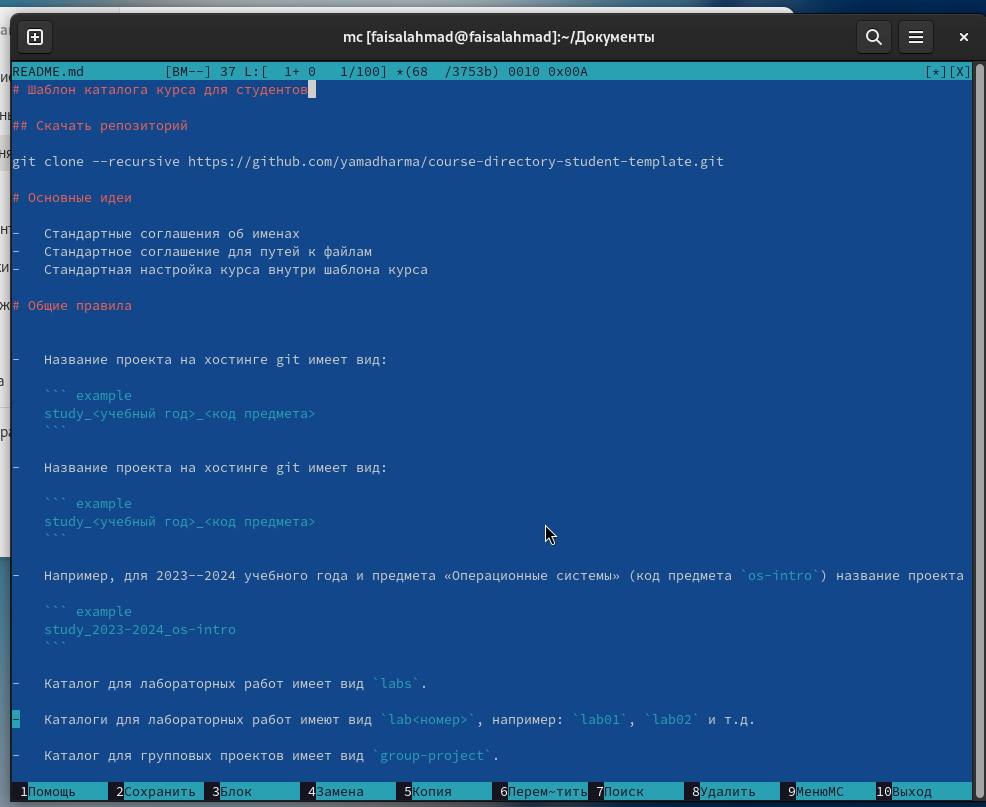 mc [faisalahmad@faisalahmad]:~/Документы
README.md [BM--] 37 L:[ 1+ 0 1/100] *(68 /3753b) 0010 0x00A [*][X]
# Шаблон каталога курса для студентов
## Скачать репозиторий
git clone --recursive https://github.com/yamadharma/course-directory-student-template.git
# Основные идеи
- Стандартные соглашения об именах
- Стандартное соглашение для путей к файлам
- Стандартная настройка курса внутри шаблона курса
# Общие правила
- Название проекта на хостинге git имеет вид:
``` example
study_<учебный год>_<код предмета>
```
- Название проекта на хостинге git имеет вид:
``` example
study_<учебный год>_<код предмета>
```
- Например, для 2023--2024 учебного года и предмета «Операционные системы» (код предмета `os-intro`) название проекта
``` example
study_2023-2024_os-intro
```
- Каталог для лабораторных работ имеет вид `labs`.
- Каталоги для лабораторных работ имеют вид `lab<номер>`, например: `lab01`, `lab02` и т.д.
- Каталог для групповых проектов имеет вид `group-project`.
1Помощь 2Сохранить 3Блок 4Замена 5Копия 6Перем~тить 7Поиск 8Удалить 9МенюМС 10Выход